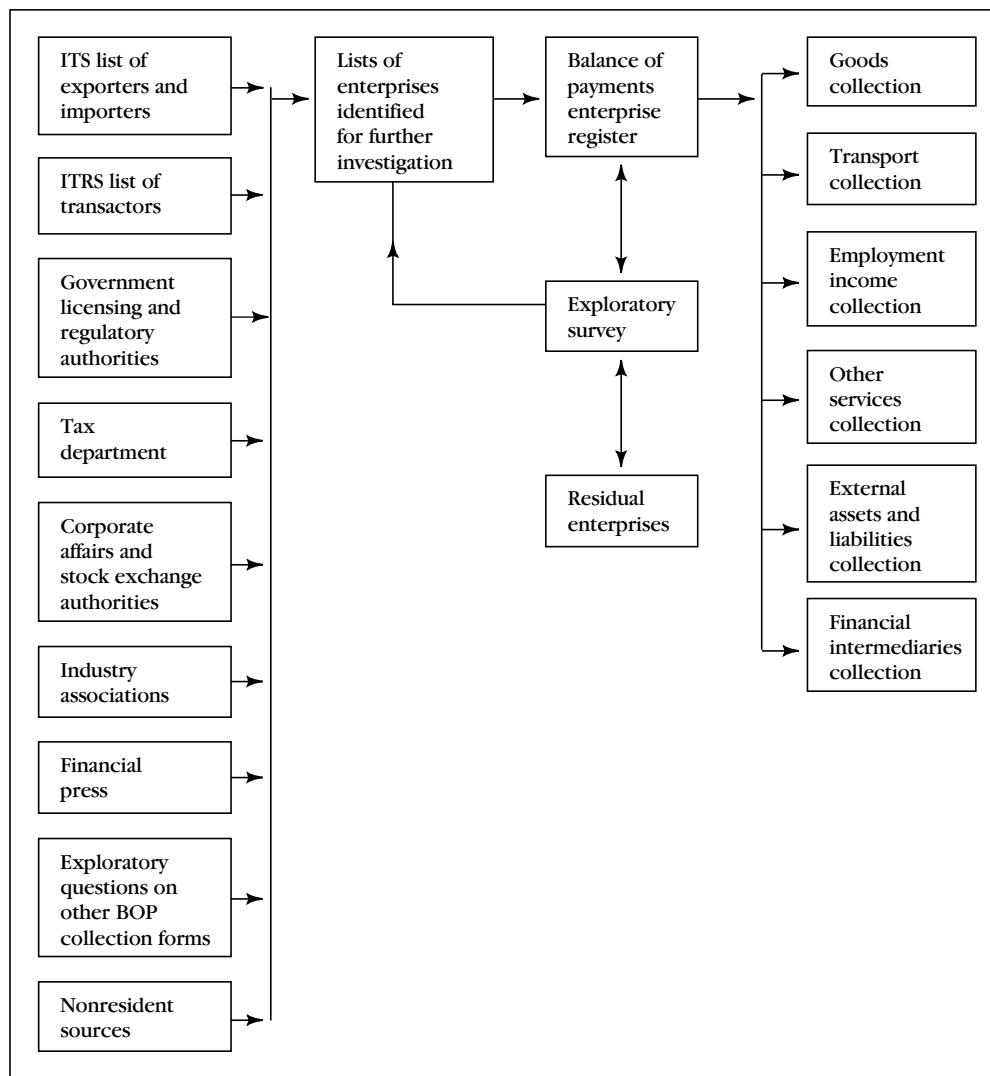 ITS list of
exporters and
importers
ITRS list of
transactors
Government
licensing and
regulatory
authorities
Tax
department
Corporate
affairs and
stock exchange
authorities
Industry
associations
Financial
press
Exploratory
questions on
other BOP
collection forms
Nonresident
sources
Lists of
enterprises
identified
for further
investigation
Balance of
payments
enterprise
register
Exploratory
survey
Residual
enterprises
Goods
collection
Transport
collection
Employment
income
collection
Other
services
collection
External
assets and
liabilities
collection
Financial
intermediaries
collection